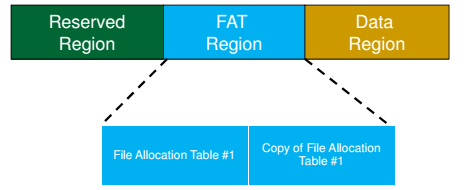 Reserved
Region
FAT
Region
Data
Region
File Allocation Table #1
Copy of File Allocation
Table #1